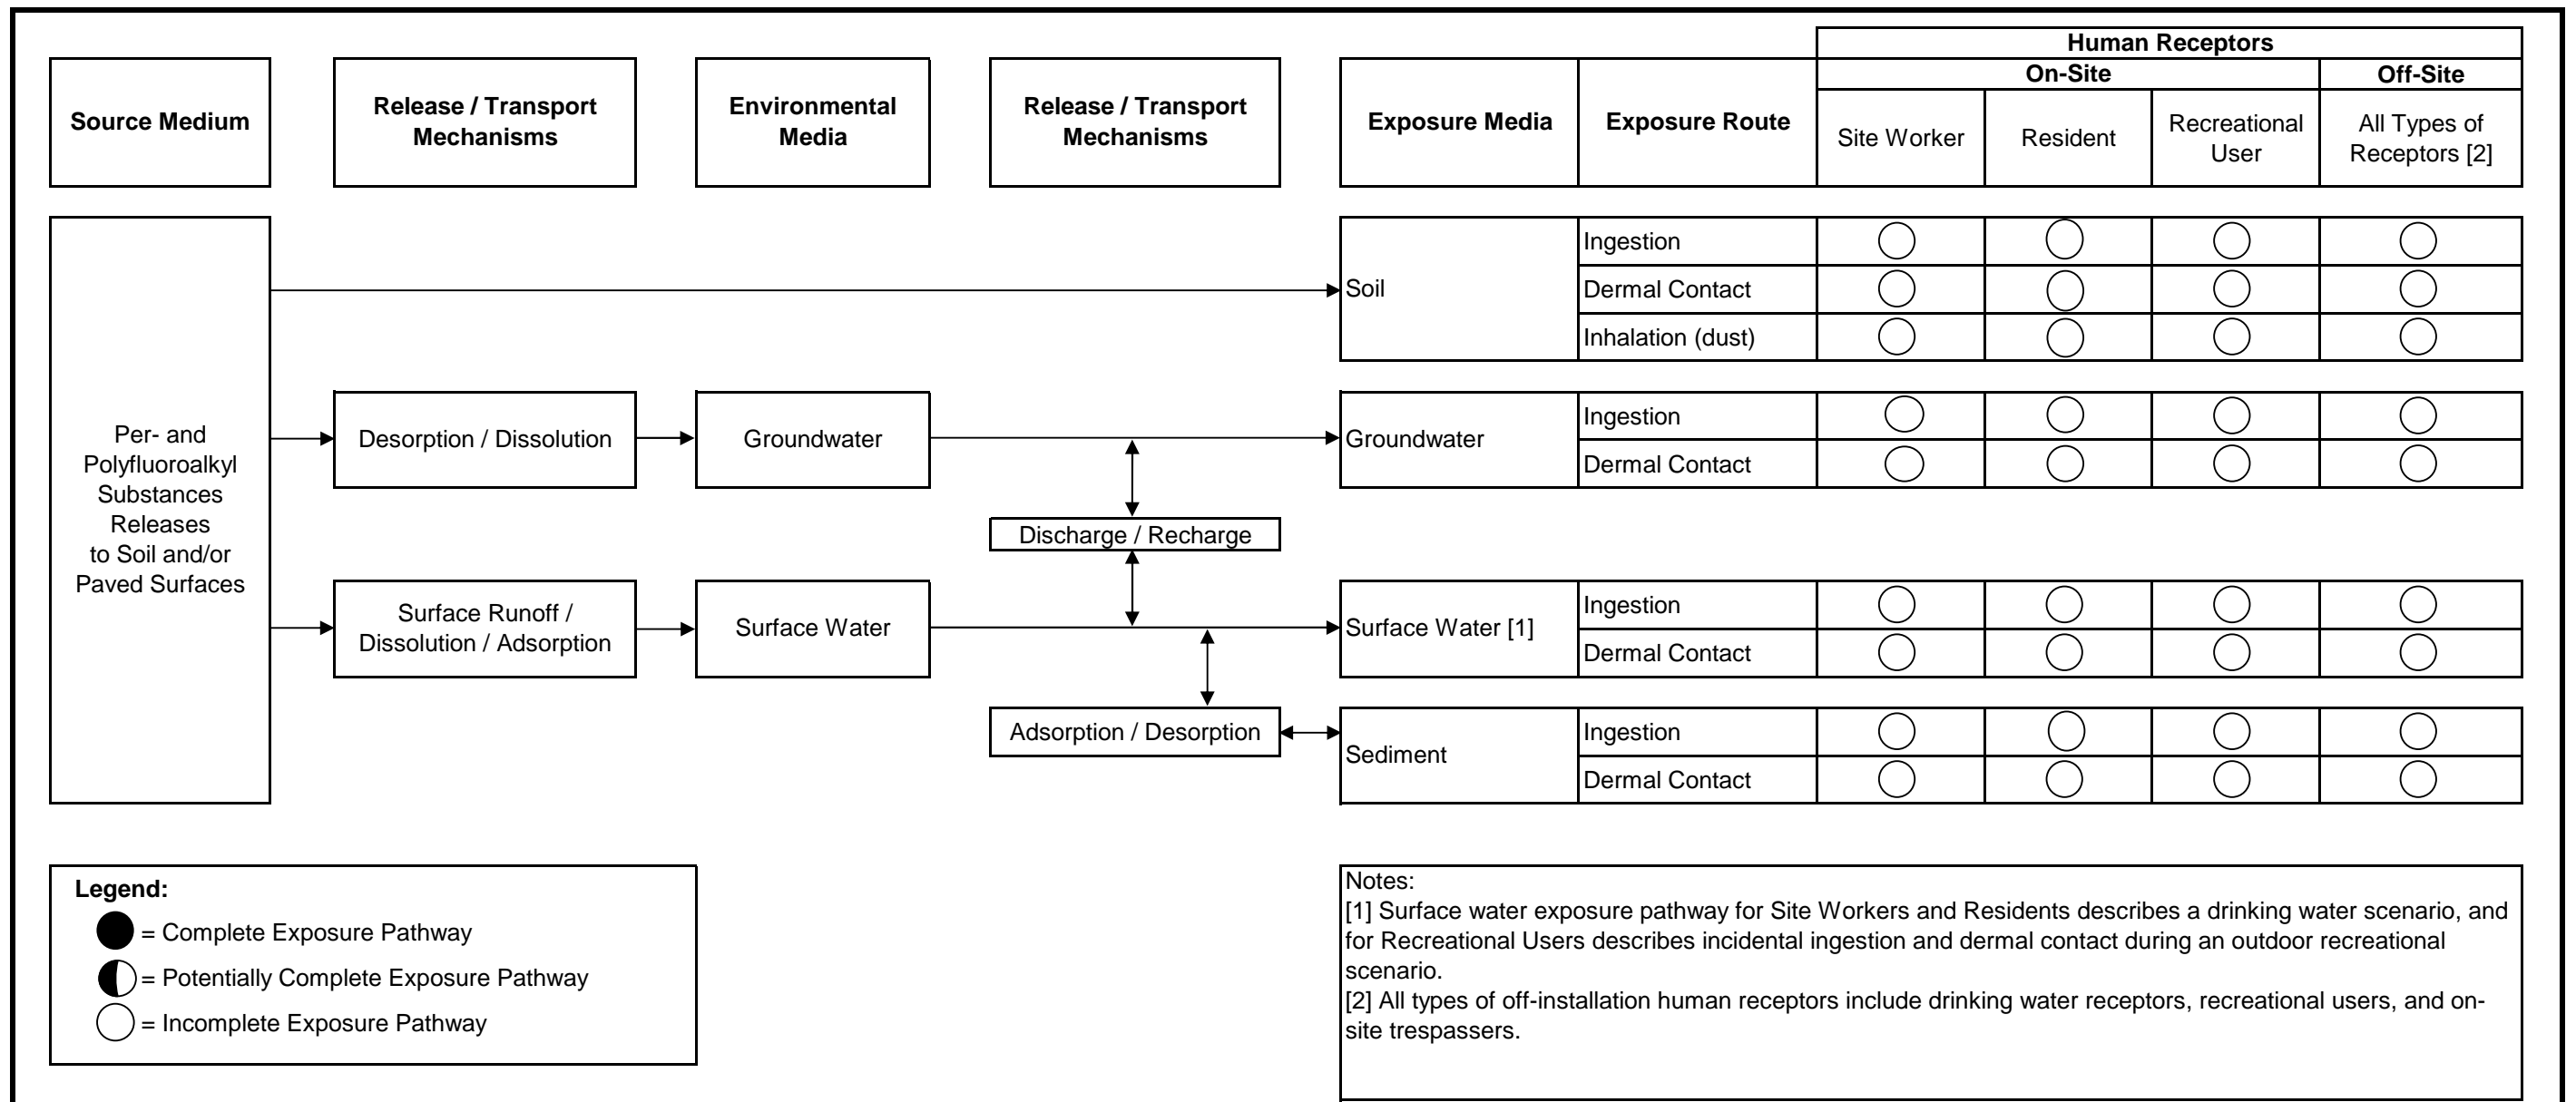 Human Receptors
On-Site
Off-Site
Source Medium
Release / Transport
Mechanisms
Environmental
Media
Release / Transport
Mechanisms
Exposure Media
Exposure Route
Site Worker
Resident
Recreational
User
All Types of
Receptors [2]
Per- and
Polyfluoroalkyl
Substances
Releases
to Soil and/or
Paved Surfaces
Soil
Ingestion
Dermal Contact
Inhalation (dust)
Desorption / Dissolution
Groundwater
Groundwater
Ingestion
Dermal Contact
Discharge / Recharge
Surface Runoff /
Dissolution / Adsorption
Surface Water
Surface Water [1]
Ingestion
Dermal Contact
Adsorption / Desorption
Sediment
Ingestion
Dermal Contact
Legend:
= Complete Exposure Pathway
= Potentially Complete Exposure Pathway
= Incomplete Exposure Pathway
Notes:
[1] Surface water exposure pathway for Site Workers and Residents describes a drinking water scenario, and
for Recreational Users describes incidental ingestion and dermal contact during an outdoor recreational
scenario.
[2] All types of off-installation human receptors include drinking water receptors, recreational users, and on-
site trespassers.